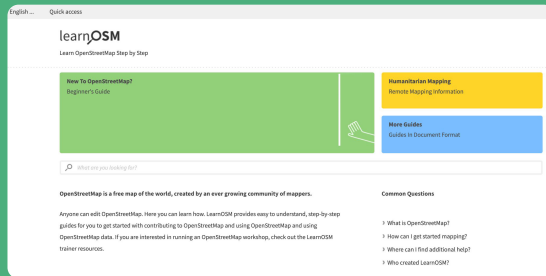 English ... Quick access
learnOSM
Learn OpenStreetMap Step by Step
New To OpenStreetMap?
Beginner's Guide
Humanitarian Mapping
Remote Mapping Information
More Guides
Guides In Document Format
What are you looking for?
OpenStreetMap is a free map of the world, created by an ever growing community of mappers.
Anyone can edit OpenStreetMap. Here you can learn how. LearnOSM provides easy to understand, step-by-step
guides for you to get started with contributing to OpenStreetMap and using OpenStreetMap and using
OpenStreetMap data. If you are interested in running an OpenStreetMap workshop, check out the LearnOSM
trainer resources.
Common Questions
> What is OpenStreetMap?
> How can I get started mapping?
> Where can I find additional help?
> Who created LearnOSM?